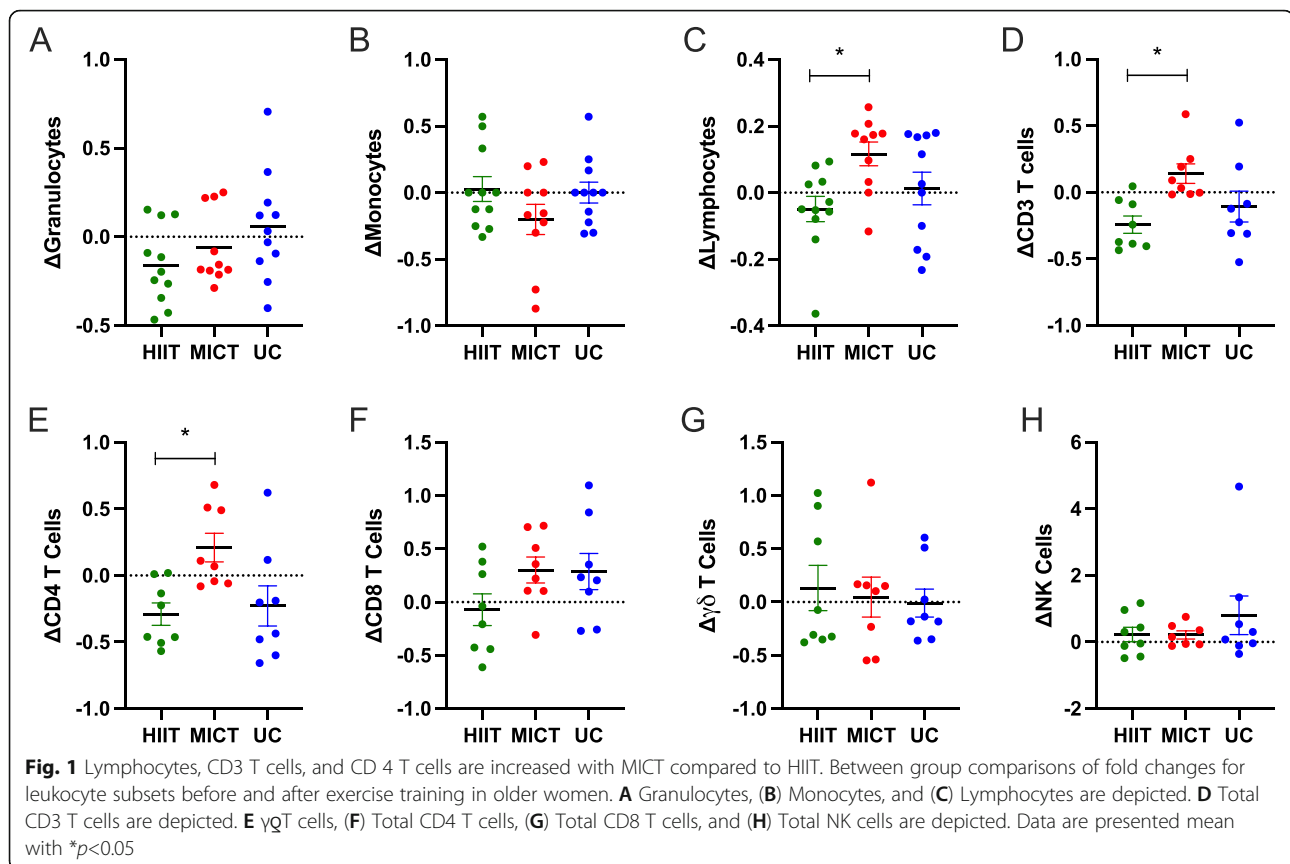 A
B
C
D
ΔGranulocytes
1.0
0.5
0.0
-0.5
HIIT MICT UC
ΔMonocytes
1.0
0.5
0.0
-0.5
-1.0
HIIT MICT UC
ΔLymphocytes
0.4
0.2
0.0
-0.2
-0.4
*
HIIT MICT UC
ΔCD3 T cells
1.0
0.5
0.0
-0.5
-1.0
*
HIIT MICT UC
E
F
G
H
ΔCD4 T Cells
1.0
0.5
0.0
-0.5
-1.0
*
HIIT MICT UC
ΔCD8 T Cells
1.5
1.0
0.5
0.0
-0.5
-1.0
HIIT MICT UC
Δγδ T Cells
1.5
1.0
0.5
0.0
-0.5
-1.0
HIIT MICT UC
ΔNK Cells
6
4
2
0
-2
HIIT MICT UC
Fig. 1 Lymphocytes, CD3 T cells, and CD 4 T cells are increased with MICT compared to HIIT. Between group comparisons of fold changes for
leukocyte subsets before and after exercise training in older women. A Granulocytes, (B) Monocytes, and (C) Lymphocytes are depicted. D Total
CD3 T cells are depicted. E γƍT cells, (F) Total CD4 T cells, (G) Total CD8 T cells, and (H) Total NK cells are depicted. Data are presented mean
with *p<0.05